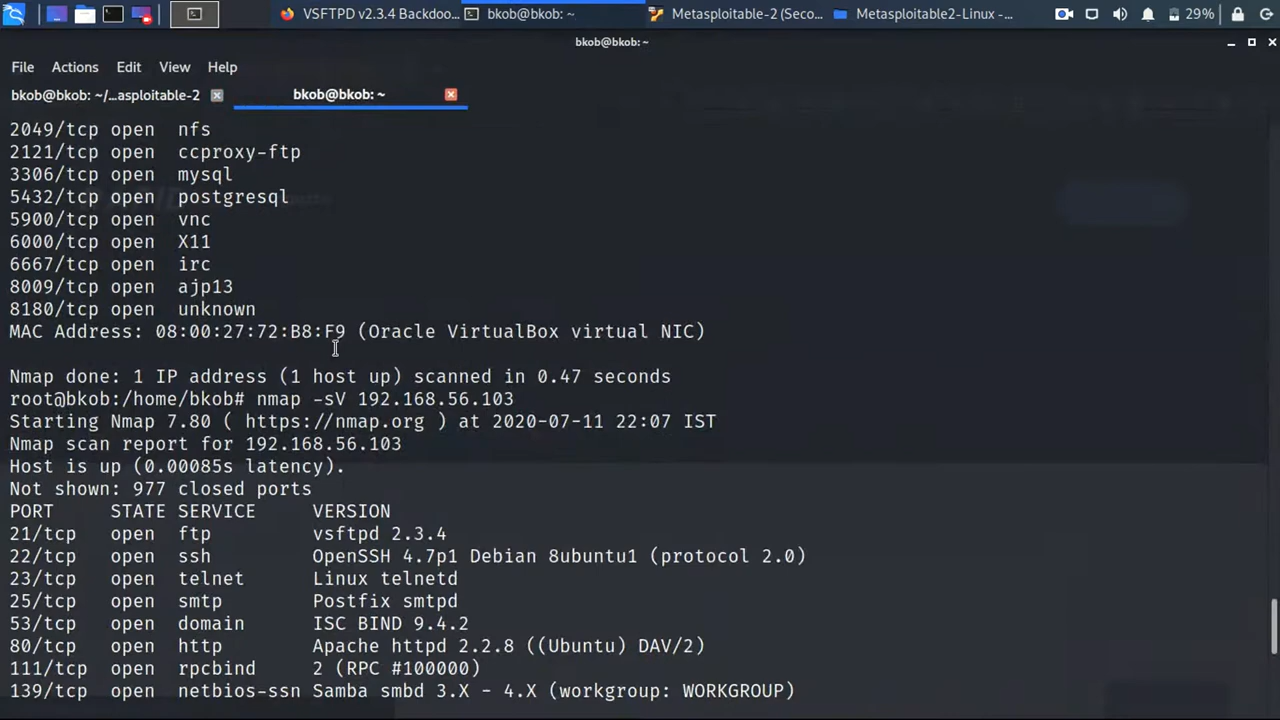 VSFTPD v2.3.4 Backdoo...
bkob@bkob: ~
Metasploitable-2 (Seco...
Metasploitable2-Linux -...
29%
bkob@bkob: ~
File Actions Edit View Help
bkob@bkob: ~/...asploitable-2
bkob@bkob: ~
2049/tcp open  nfs
2121/tcp open  ccproxy-ftp
3306/tcp open  mysql
5432/tcp open  postgresql
5900/tcp open  vnc
6000/tcp open  X11
6667/tcp open  irc
8009/tcp open  ajp13
8180/tcp open  unknown
MAC Address: 08:00:27:72:B8:F9 (Oracle VirtualBox virtual NIC)
Nmap done: 1 IP address (1 host up) scanned in 0.47 seconds
root@bkob:/home/bkob# nmap -sV 192.168.56.103
Starting Nmap 7.80 ( https://nmap.org ) at 2020-07-11 22:07 IST
Nmap scan report for 192.168.56.103
Host is up (0.00085s latency).
Not shown: 977 closed ports
PORT     STATE SERVICE     VERSION
21/tcp   open  ftp         vsftpd 2.3.4
22/tcp   open  ssh         OpenSSH 4.7p1 Debian 8ubuntu1 (protocol 2.0)
23/tcp   open  telnet      Linux telnetd
25/tcp   open  smtp        Postfix smtpd
53/tcp   open  domain      ISC BIND 9.4.2
80/tcp   open  http        Apache httpd 2.2.8 ((Ubuntu) DAV/2)
111/tcp  open  rpcbind     2 (RPC #100000)
139/tcp  open  netbios-ssn Samba smbd 3.X - 4.X (workgroup: WORKGROUP)